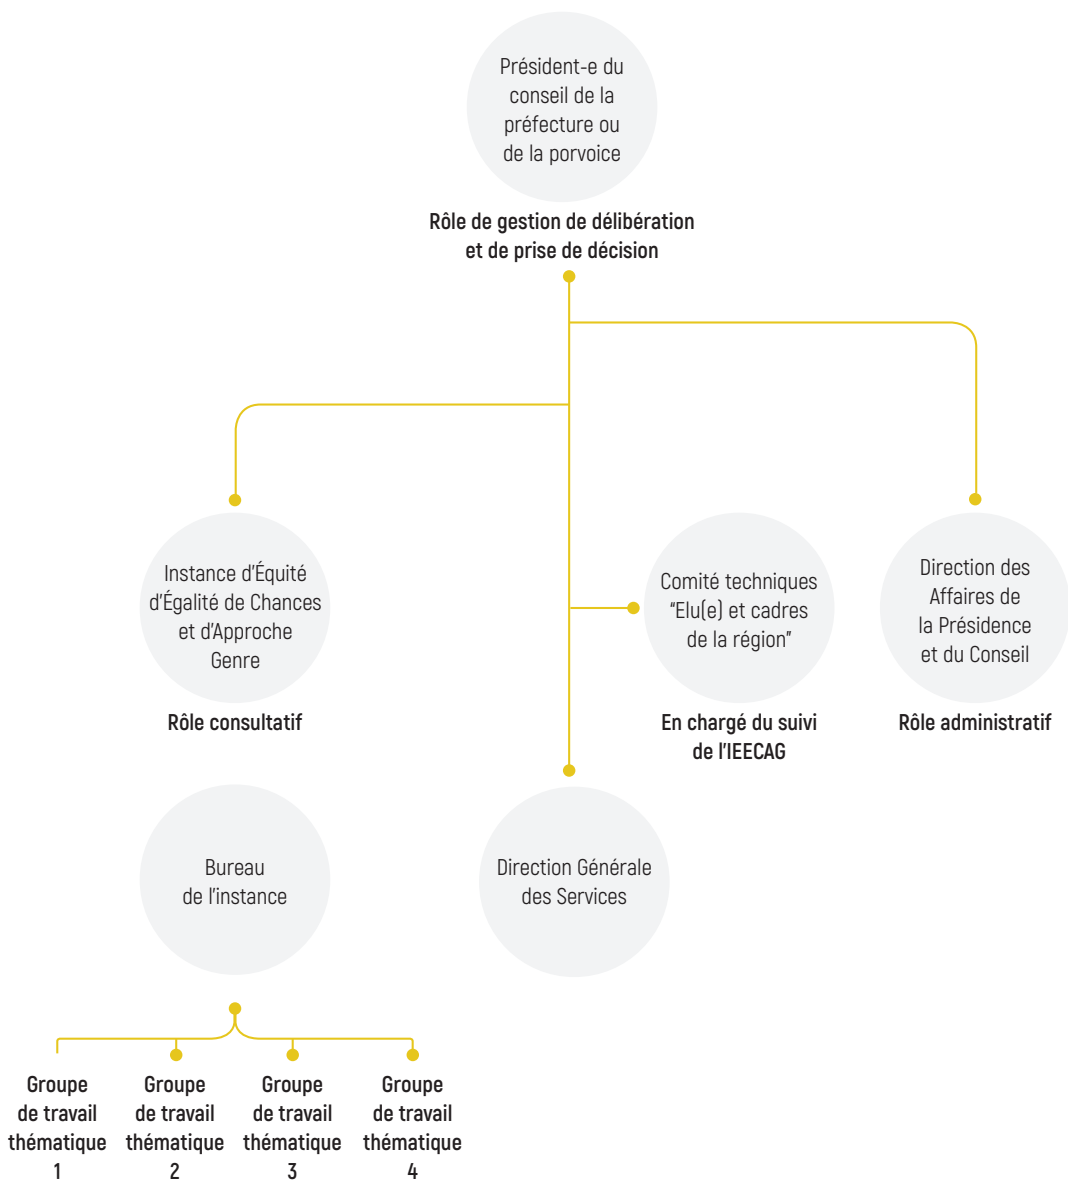 Président-e du
conseil de la
préfecture ou
de la porvoice
Rôle de gestion de délibération
et de prise de décision
Instance d'Équité
d'Égalité de Chances
et d'Approche
Genre
Rôle consultatif
Comité techniques
"Elu(e) et cadres
de la région"
En chargé du suivi
de l'IEECAG
Direction des
Affaires de
la Présidence
et du Conseil
Rôle administratif
Bureau
de l'instance
Direction Générale
des Services
Groupe
de travail
thématique
1
Groupe
de travail
thématique
2
Groupe
de travail
thématique
3
Groupe
de travail
thématique
4